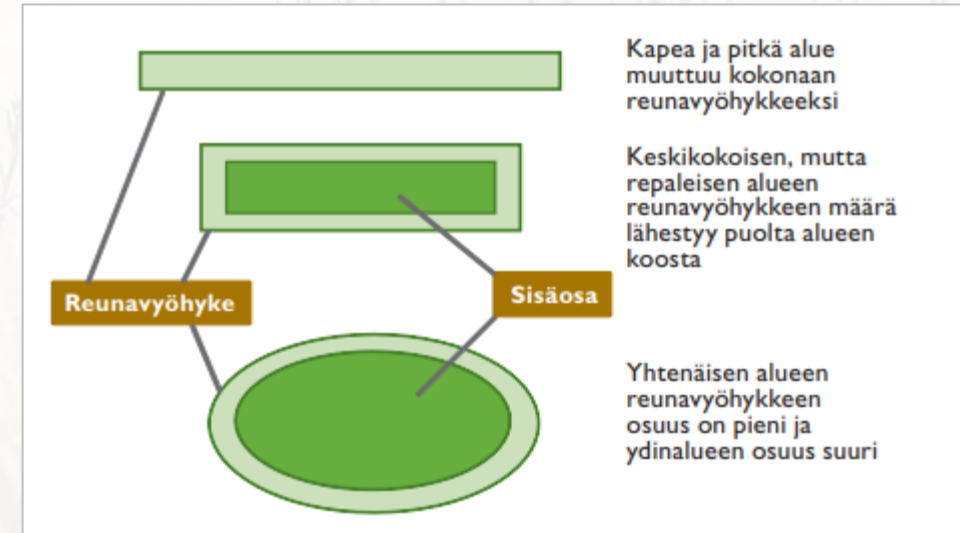 Kapea ja pitkä alue
muuttuu kokonaan
reunavyöhykkeeksi
Keskikokoisen, mutta
repaleisen alueen
reunavyöhykkeen määrä
lähestyy puolta alueen
koosta
Reunavyöhyke
Sisäosa
Yhtenäisen alueen
reunavyöhykkeen
osuus on pieni ja
ydinalueen osuus suuri